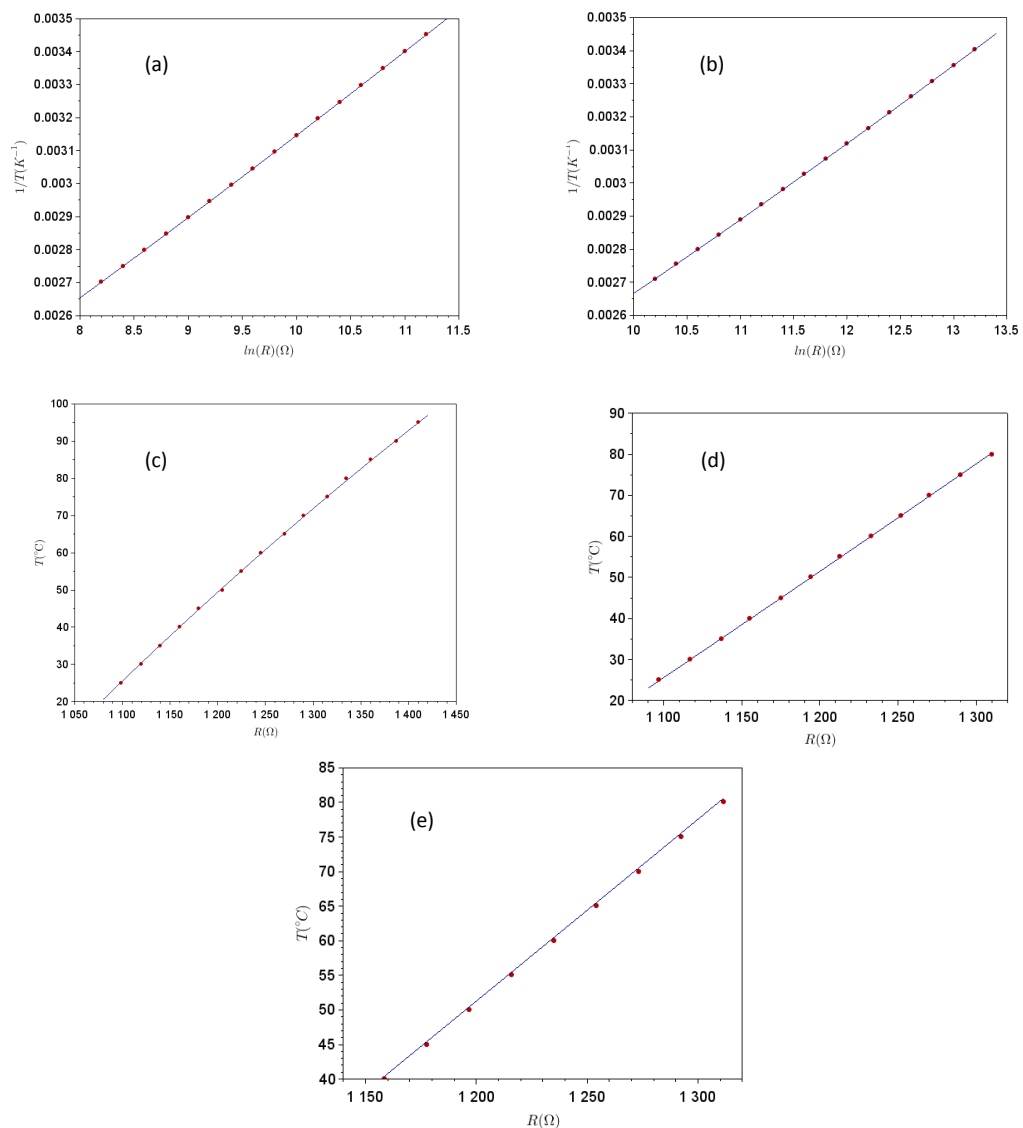 (a)
1/T(K⁻¹)
0.0035
0.0034
0.0033
0.0032
0.0031
0.003
0.0029
0.0028
0.0027
0.0026
8 8.5 9 9.5 10 10.5 11 11.5
ln(R)(Ω)
(b)
1/T(K⁻¹)
0.0035
0.0034
0.0033
0.0032
0.0031
0.003
0.0029
0.0028
0.0027
0.0026
10 10.5 11 11.5 12 12.5 13 13.5
ln(R)(Ω)
(c)
T(°C)
100
90
80
70
60
50
40
30
20
1 050 1 100 1 150 1 200 1 250 1 300 1 350 1 400 1 450
R(Ω)
(d)
T(°C)
90
80
70
60
50
40
30
20
1 100 1 150 1 200 1 250 1 300
R(Ω)
(e)
T(°C)
85
80
75
70
65
60
55
50
45
40
1 150 1 200 1 250 1 300
R(Ω)